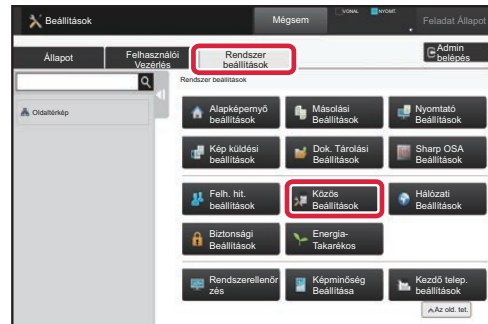 Beállítások
Mégsem
VONAL
NYOMT.
Feladat Állapot
Állapot
Felhasználói
Vezérlés
Rendszer
beállítások
Admin
belépés
Rendszer beállítások
Oldaltérkép
Alapképernyő
beállítások
Másolási
Beállítások
Nyomtató
Beállítások
Kép küldési
beállítások
Dok. Tárolási
Beállítások
Sharp OSA
Beállítások
Felh. hit.
beállítások
Közös
Beállítások
Hálózati
Beállítások
Biztonsági
Beállítások
Energia-
Takarékos
Rendszerellenőr
zés
Képminőség
Beállítása
Kezdő telep.
beállítások
Az old. tet.